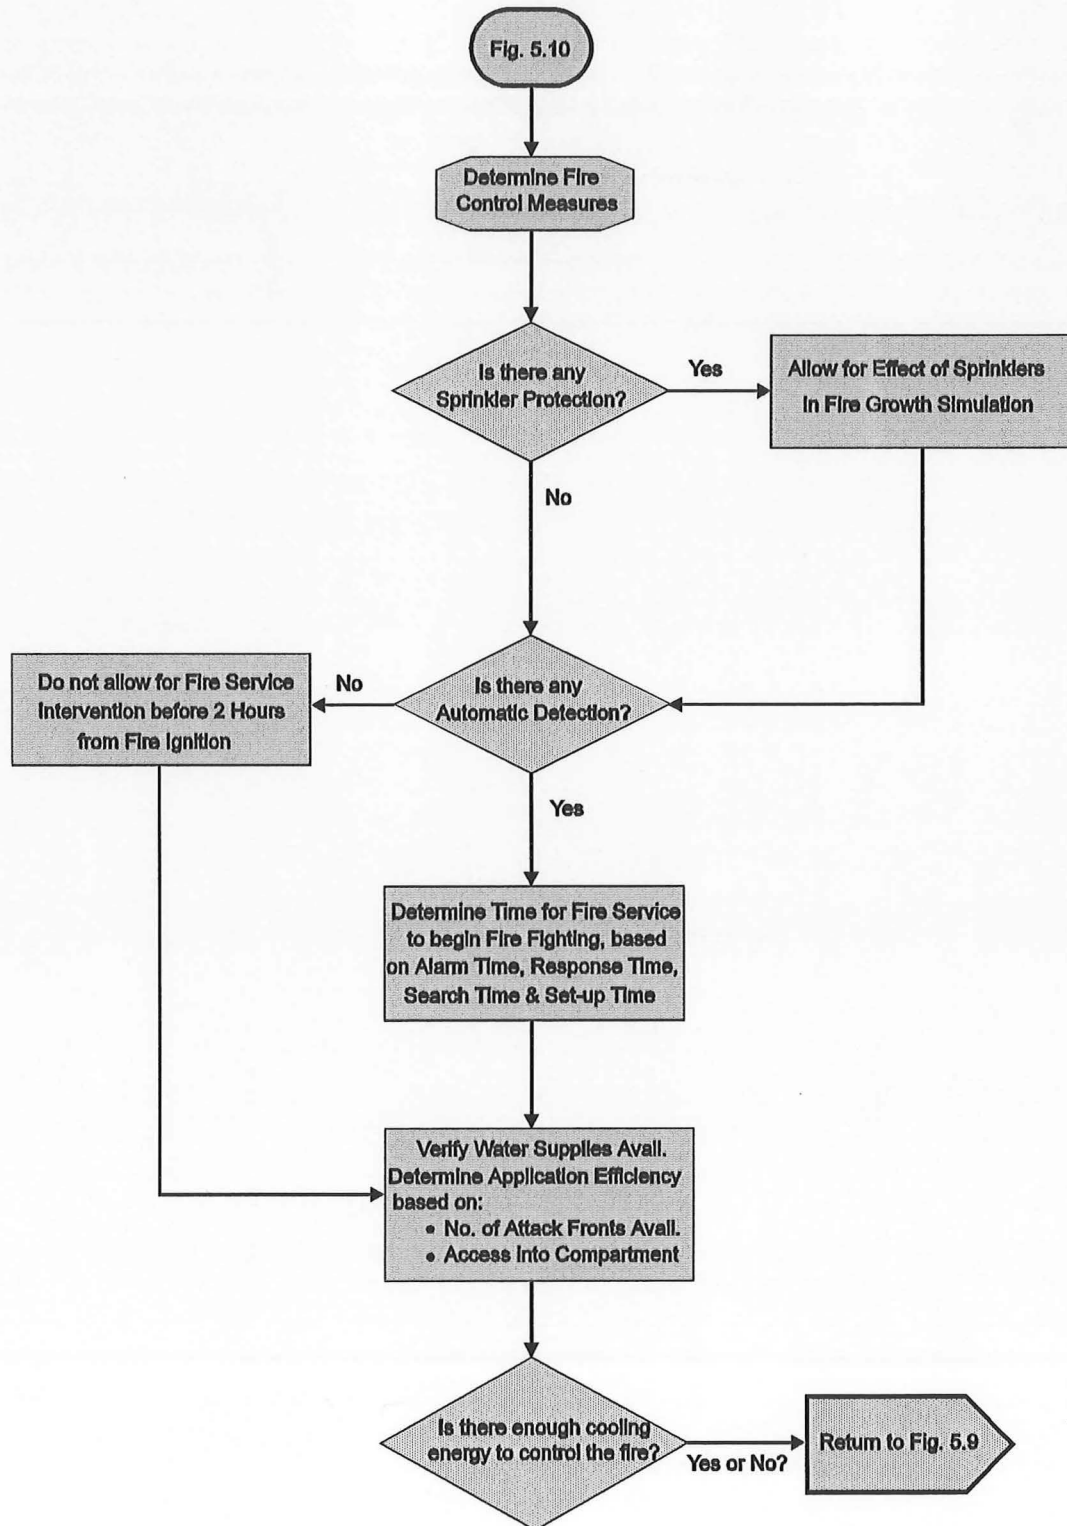 Fig. 5.10
Determine Fire
Control Measures
Is there any
Sprinkler Protection?
Yes
Allow for Effect of Sprinklers
in Fire Growth Simulation
No
Do not allow for Fire Service
Intervention before 2 Hours
from Fire Ignition
No
Is there any
Automatic Detection?
Yes
Determine Time for Fire Service
to begin Fire Fighting, based
on Alarm Time, Response Time,
Search Time & Set-up Time
Verify Water Supplies Avail.
Determine Application Efficiency
based on:
• No. of Attack Fronts Avail.
• Access into Compartment
Is there enough cooling
energy to control the fire?
Yes or No?
Return to Fig. 5.9